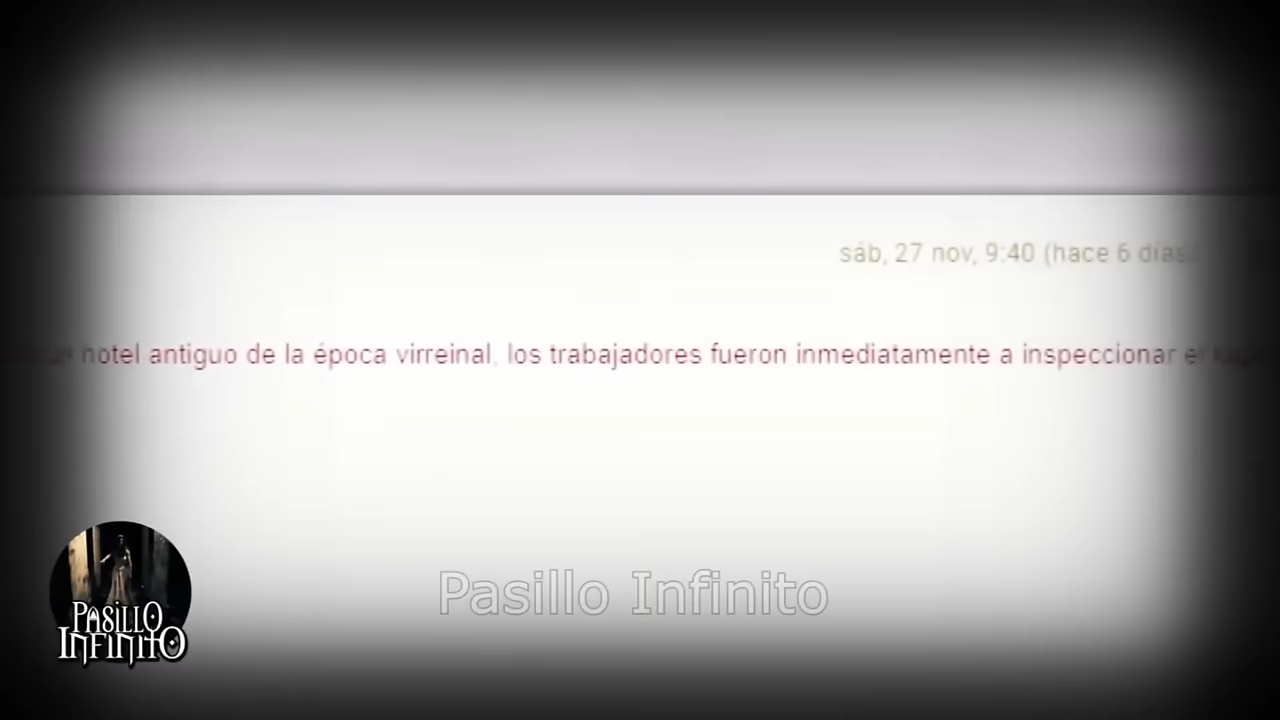 sáb, 27 nov, 9:40 (hace 6 días
hotel antiguo de la época virreinal, los trabajadores fueron inmediatamente a inspeccionar
Pasillo Infinito
PASILLO
INFINITO